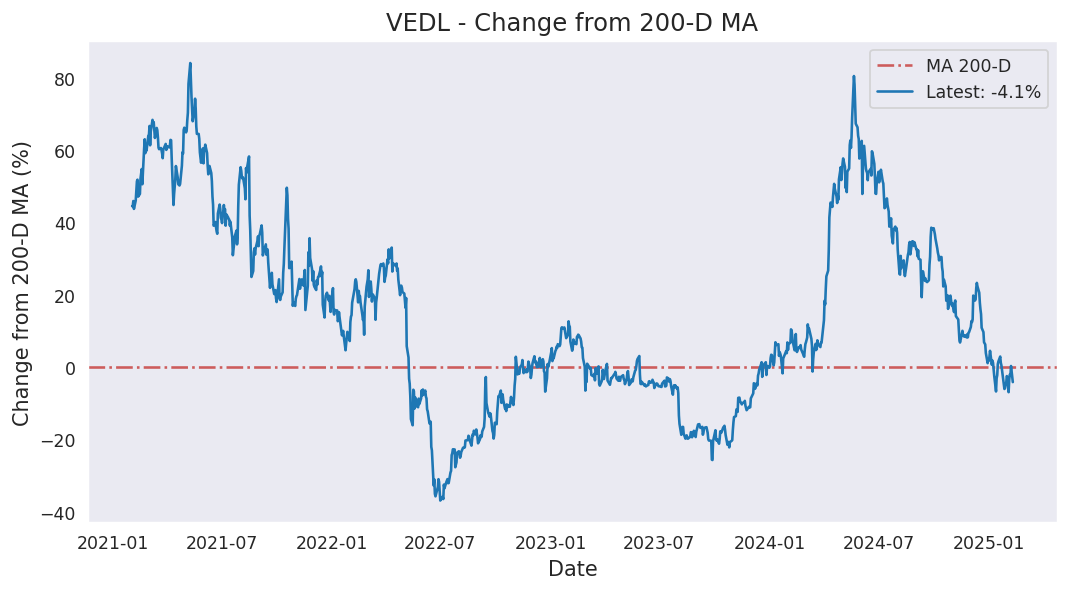 VEDL - Change from 200-D MA
MA 200-D
Latest: -4.1%
Change from 200-D MA (%)
80
60
40
20
0
−20
−40
2021-01 2021-07 2022-01 2022-07 2023-01 2023-07 2024-01 2024-07 2025-01
Date